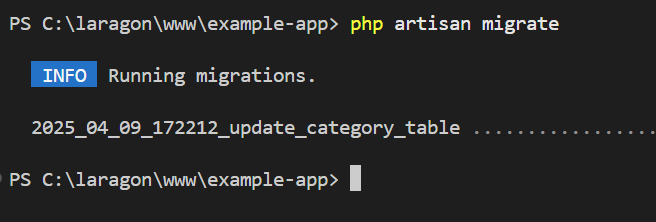 PS C:\laragon\www\example-app> php artisan migrate
INFO Running migrations.
2025_04_09_172212_update_category_table .................
PS C:\laragon\www\example-app>